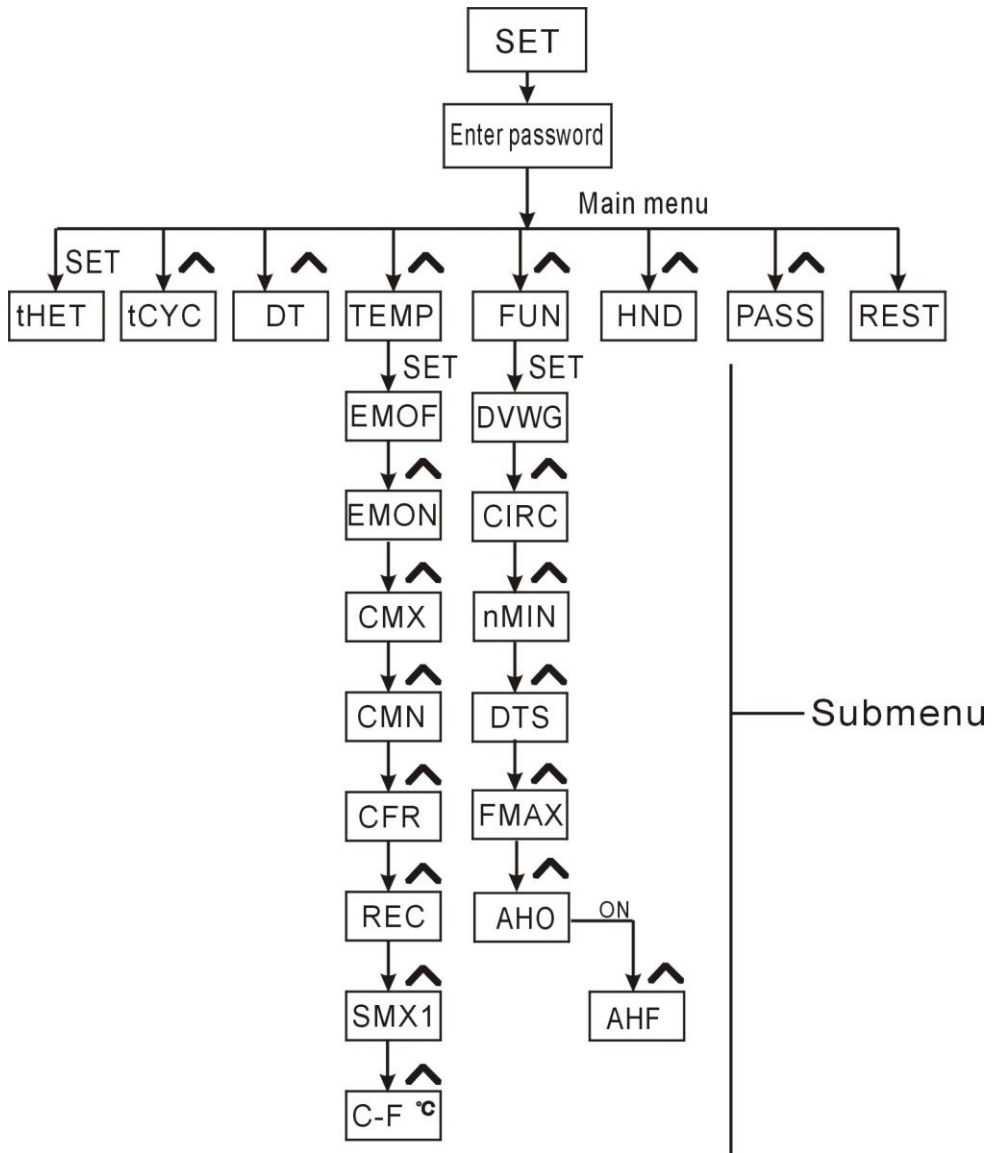 SET
Enter password
Main menu
SET
tHET tCYC DT TEMP FUN HND PASS REST
SET SET
EMOF DVWG
EMON CIRC
CMX nMIN
CMN DTS
Submenu
CFR FMAX
REC AHO ON
SMX1 AHF
C-F °C